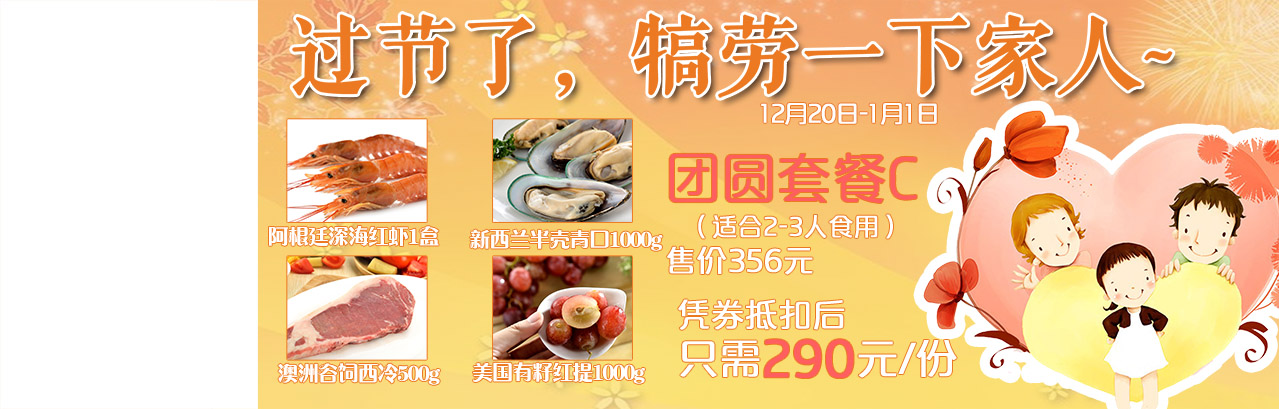 过节了，犒劳一下家人~
12月20日-1月1日
阿根廷深海红虾1盒
新西兰半壳青口1000g
澳洲谷饲西冷500g
美国有籽红提1000g
团圆套餐C
（适合2-3人食用）
售价356元
凭券抵扣后
只需290元/份